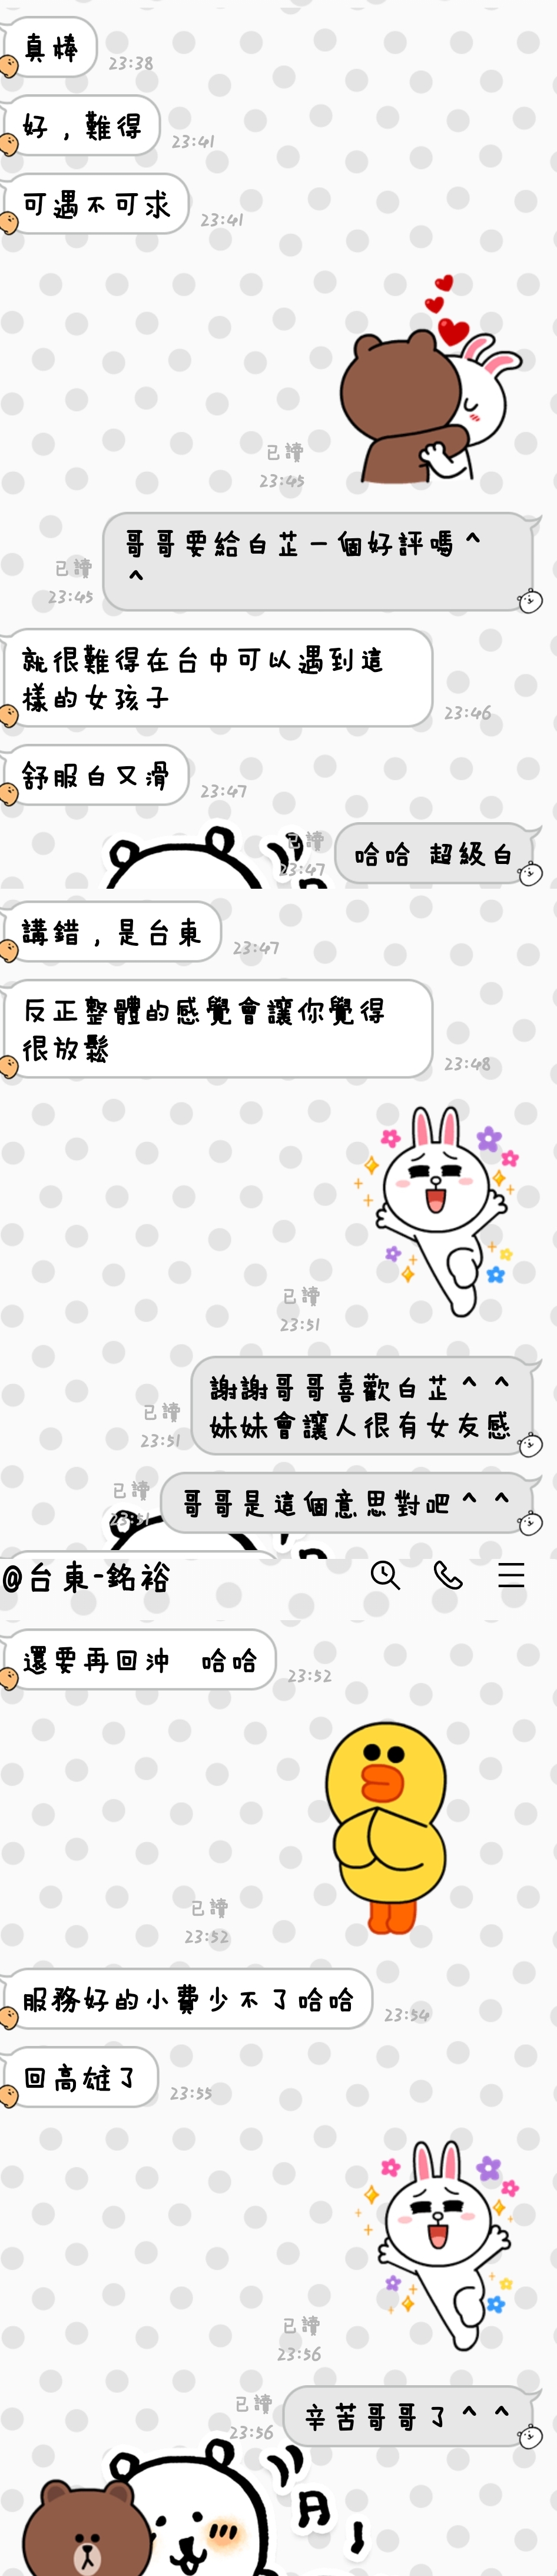 真棒
23:38
好，難得
23:41
可遇不可求
23:41
已讀
23:45
哥哥要給白芷一個好評嗎^
^
已讀
23:45
就很難得在台中可以遇到這
樣的女孩子
23:46
舒服白又滑
23:47
已讀
23:47
哈哈 超級白
講錯，是台東
23:47
反正整體的感覺會讓你覺得
很放鬆
23:48
已讀
23:51
謝謝哥哥喜歡白芷^^
妹妹會讓人很有女友感
已讀
23:51
哥哥是這個意思對吧^^
已讀
23:51
@台東-銘裕
還要再回沖 哈哈
23:52
已讀
23:52
服務好的小費少不了哈哈
23:54
回高雄了
23:55
已讀
23:56
辛苦哥哥了^^
已讀
23:56